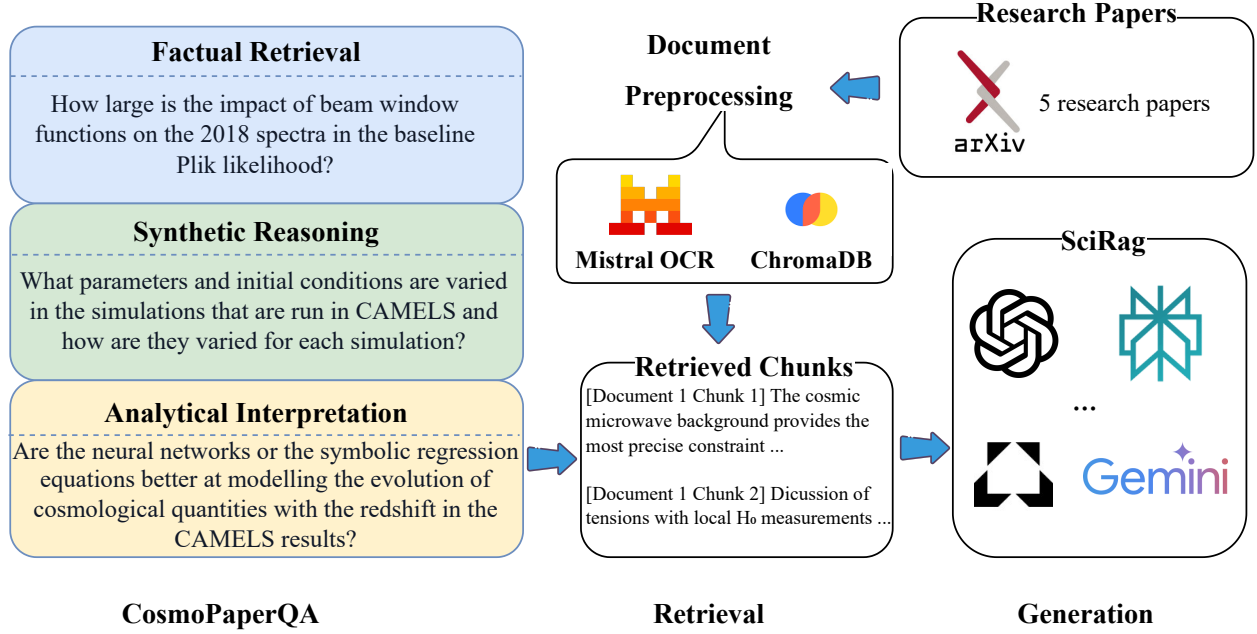 Factual Retrieval
How large is the impact of beam window
functions on the 2018 spectra in the baseline
Plik likelihood?
Synthetic Reasoning
What parameters and initial conditions are varied
in the simulations that are run in CAMELS and
how are they varied for each simulation?
Analytical Interpretation
Are the neural networks or the symbolic regression
equations better at modelling the evolution of
cosmological quantities with the redshift in the
CAMELS results?
CosmoPaperQA
Document
Preprocessing
Mistral OCR
ChromaDB
Retrieved Chunks
[Document 1 Chunk 1] The cosmic
microwave background provides the
most precise constraint ...
[Document 1 Chunk 2] Dicussion of
tensions with local H₀ measurements ...
Retrieval
Research Papers
arXiv
5 research papers
SciRag
...
Gemini
Generation